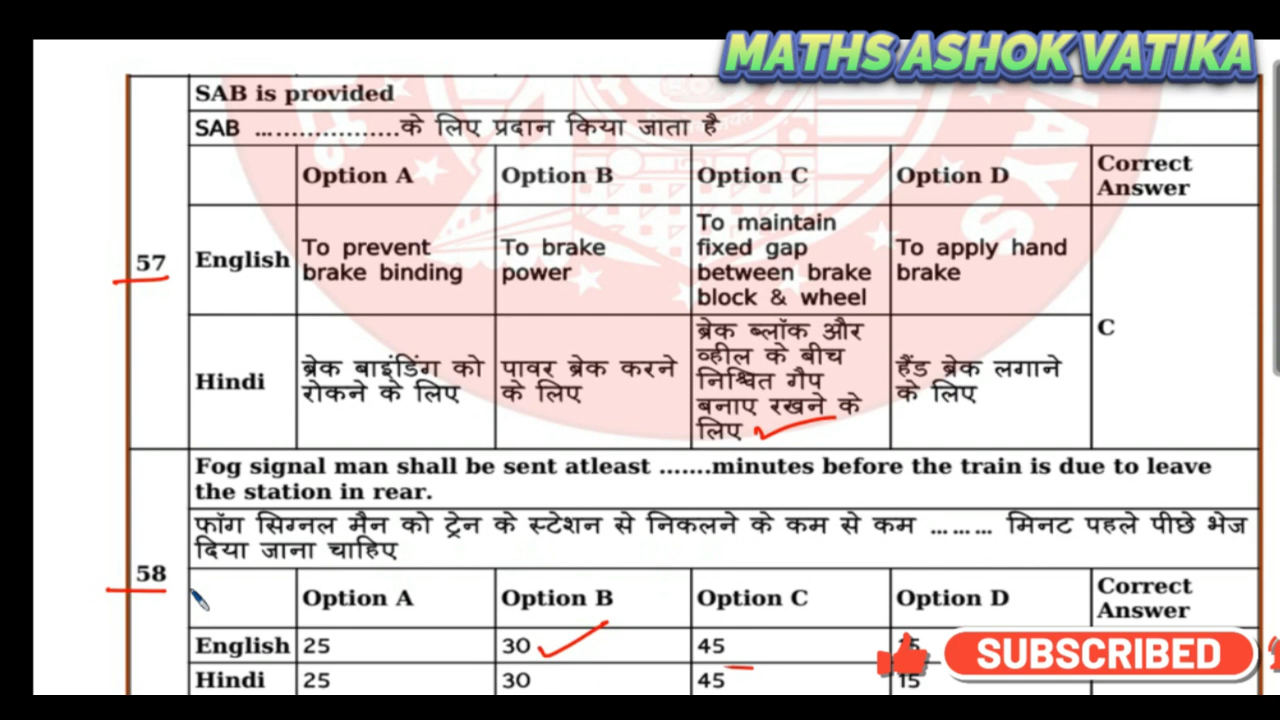 MATHS ASHOK VATIKA
SAB is provided
SAB ...................के लिए प्रदान किया जाता है
Option A
Option B
Option C
Option D
Correct
Answer
57
English
To prevent
brake binding
To brake
power
To maintain
fixed gap
between brake
block & wheel
To apply hand
brake
C
Hindi
ब्रेक बाइंडिंग को
रोकने के लिए
पावर ब्रेक करने
के लिए
ब्रेक ब्लॉक और
व्हील के बीच
निश्चित गैप
बनाए रखने के
लिए
हैंड ब्रेक लगाने
के लिए
58
Fog signal man shall be sent atleast .......minutes before the train is due to leave
the station in rear.
फॉग सिग्नल मैन को ट्रेन के स्टेशन से निकलने के कम से कम ... ... ... मिनट पहले पीछे भेज
दिया जाना चाहिए
Option A
Option B
Option C
Option D
Correct
Answer
English
25
30
45
15
Hindi
25
30
45
15
SUBSCRIBED